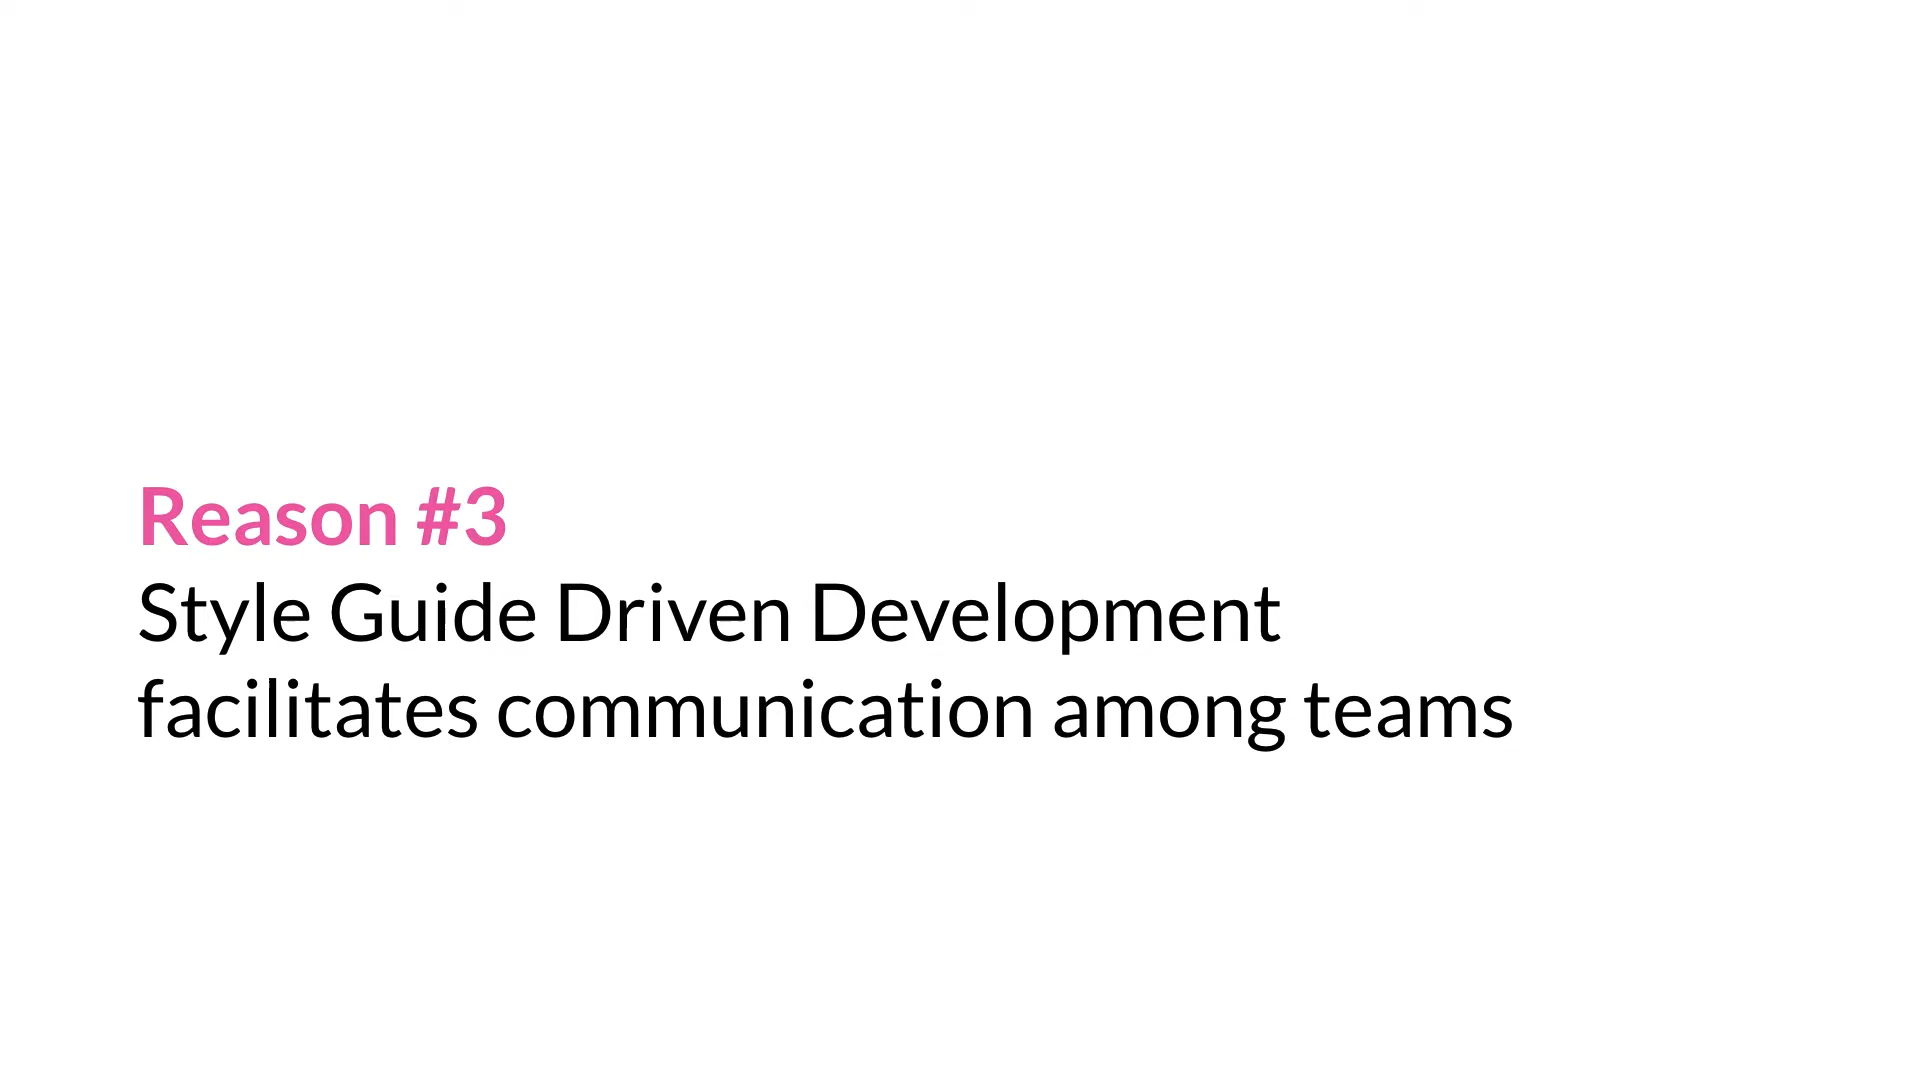 Reason #3
Style Guide Driven Development
facilitates communication among teams